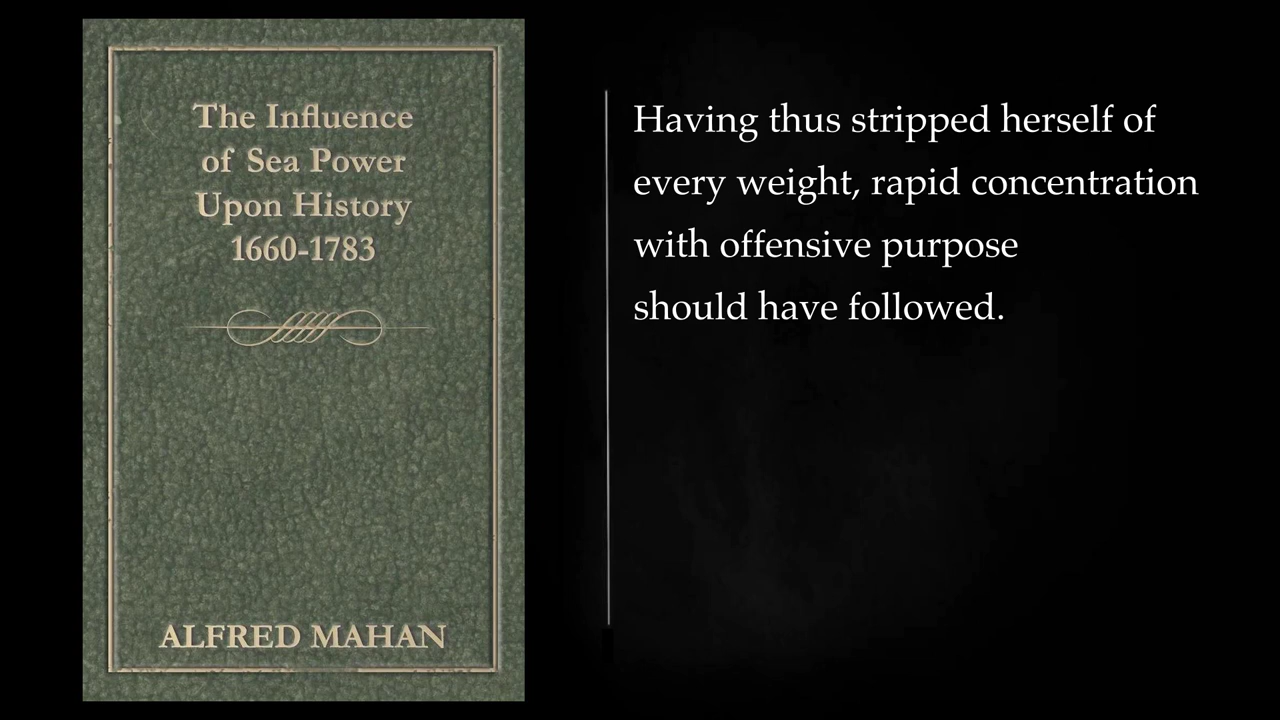 The Influence
of Sea Power
Upon History
1660-1783
ALFRED MAHAN
Having thus stripped herself of
every weight, rapid concentration
with offensive purpose
should have followed.